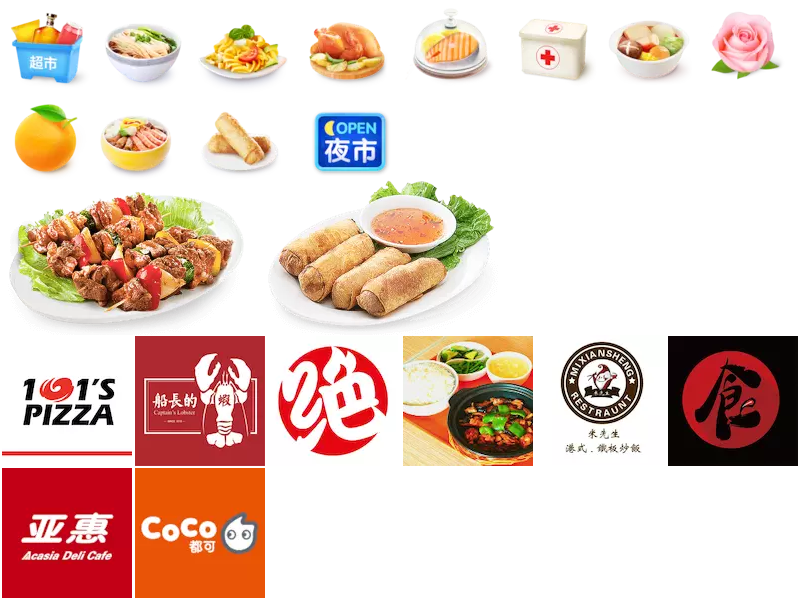 超市
OPEN
夜市
101'S
PIZZA
船長的
蝦
Captain's Lobster
绝
MIXIANSHENG
RESTRAUNT
朱先生
港式、鐵板炒飯
食
亚惠
Acasia Deli Cafe
CoCo
都可